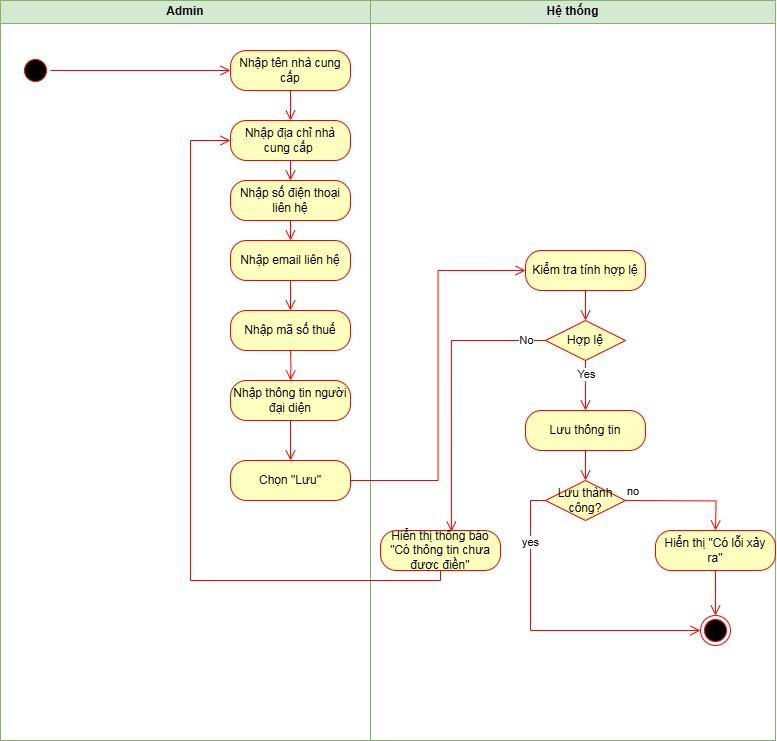 Admin
Hệ thống
Nhập tên nhà cung
cấp
Nhập địa chỉ nhà
cung cấp
Nhập số điện thoại
liên hệ
Nhập email liên hệ
Nhập mã số thuế
Nhập thông tin người
đại diện
Chọn "Lưu"
Kiểm tra tính hợp lệ
Hợp lệ
No
Yes
Lưu thông tin
Lưu thành
công?
no
yes
Hiển thị thông báo
"Có thông tin chưa
được điền"
Hiển thị "Có lỗi xảy
ra"